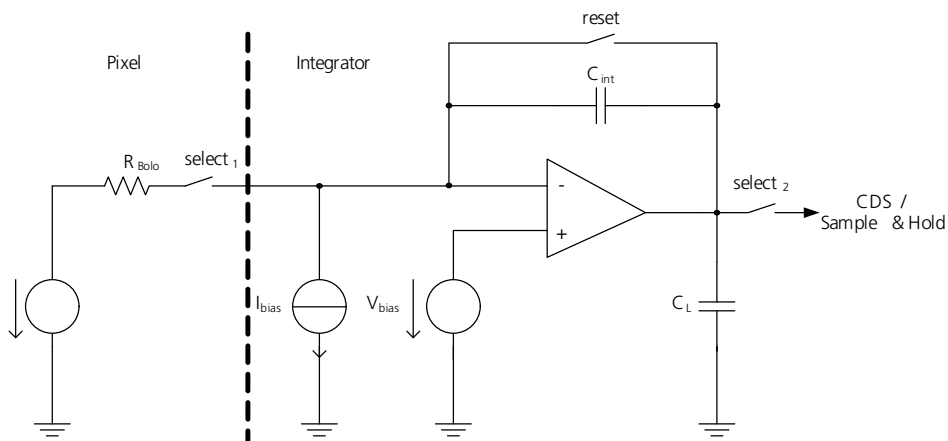 reset
Pixel
Integrator
C int
R Bolo
select 1
-
select 2
CDS /
Sample & Hold
+
I bias
V bias
C L